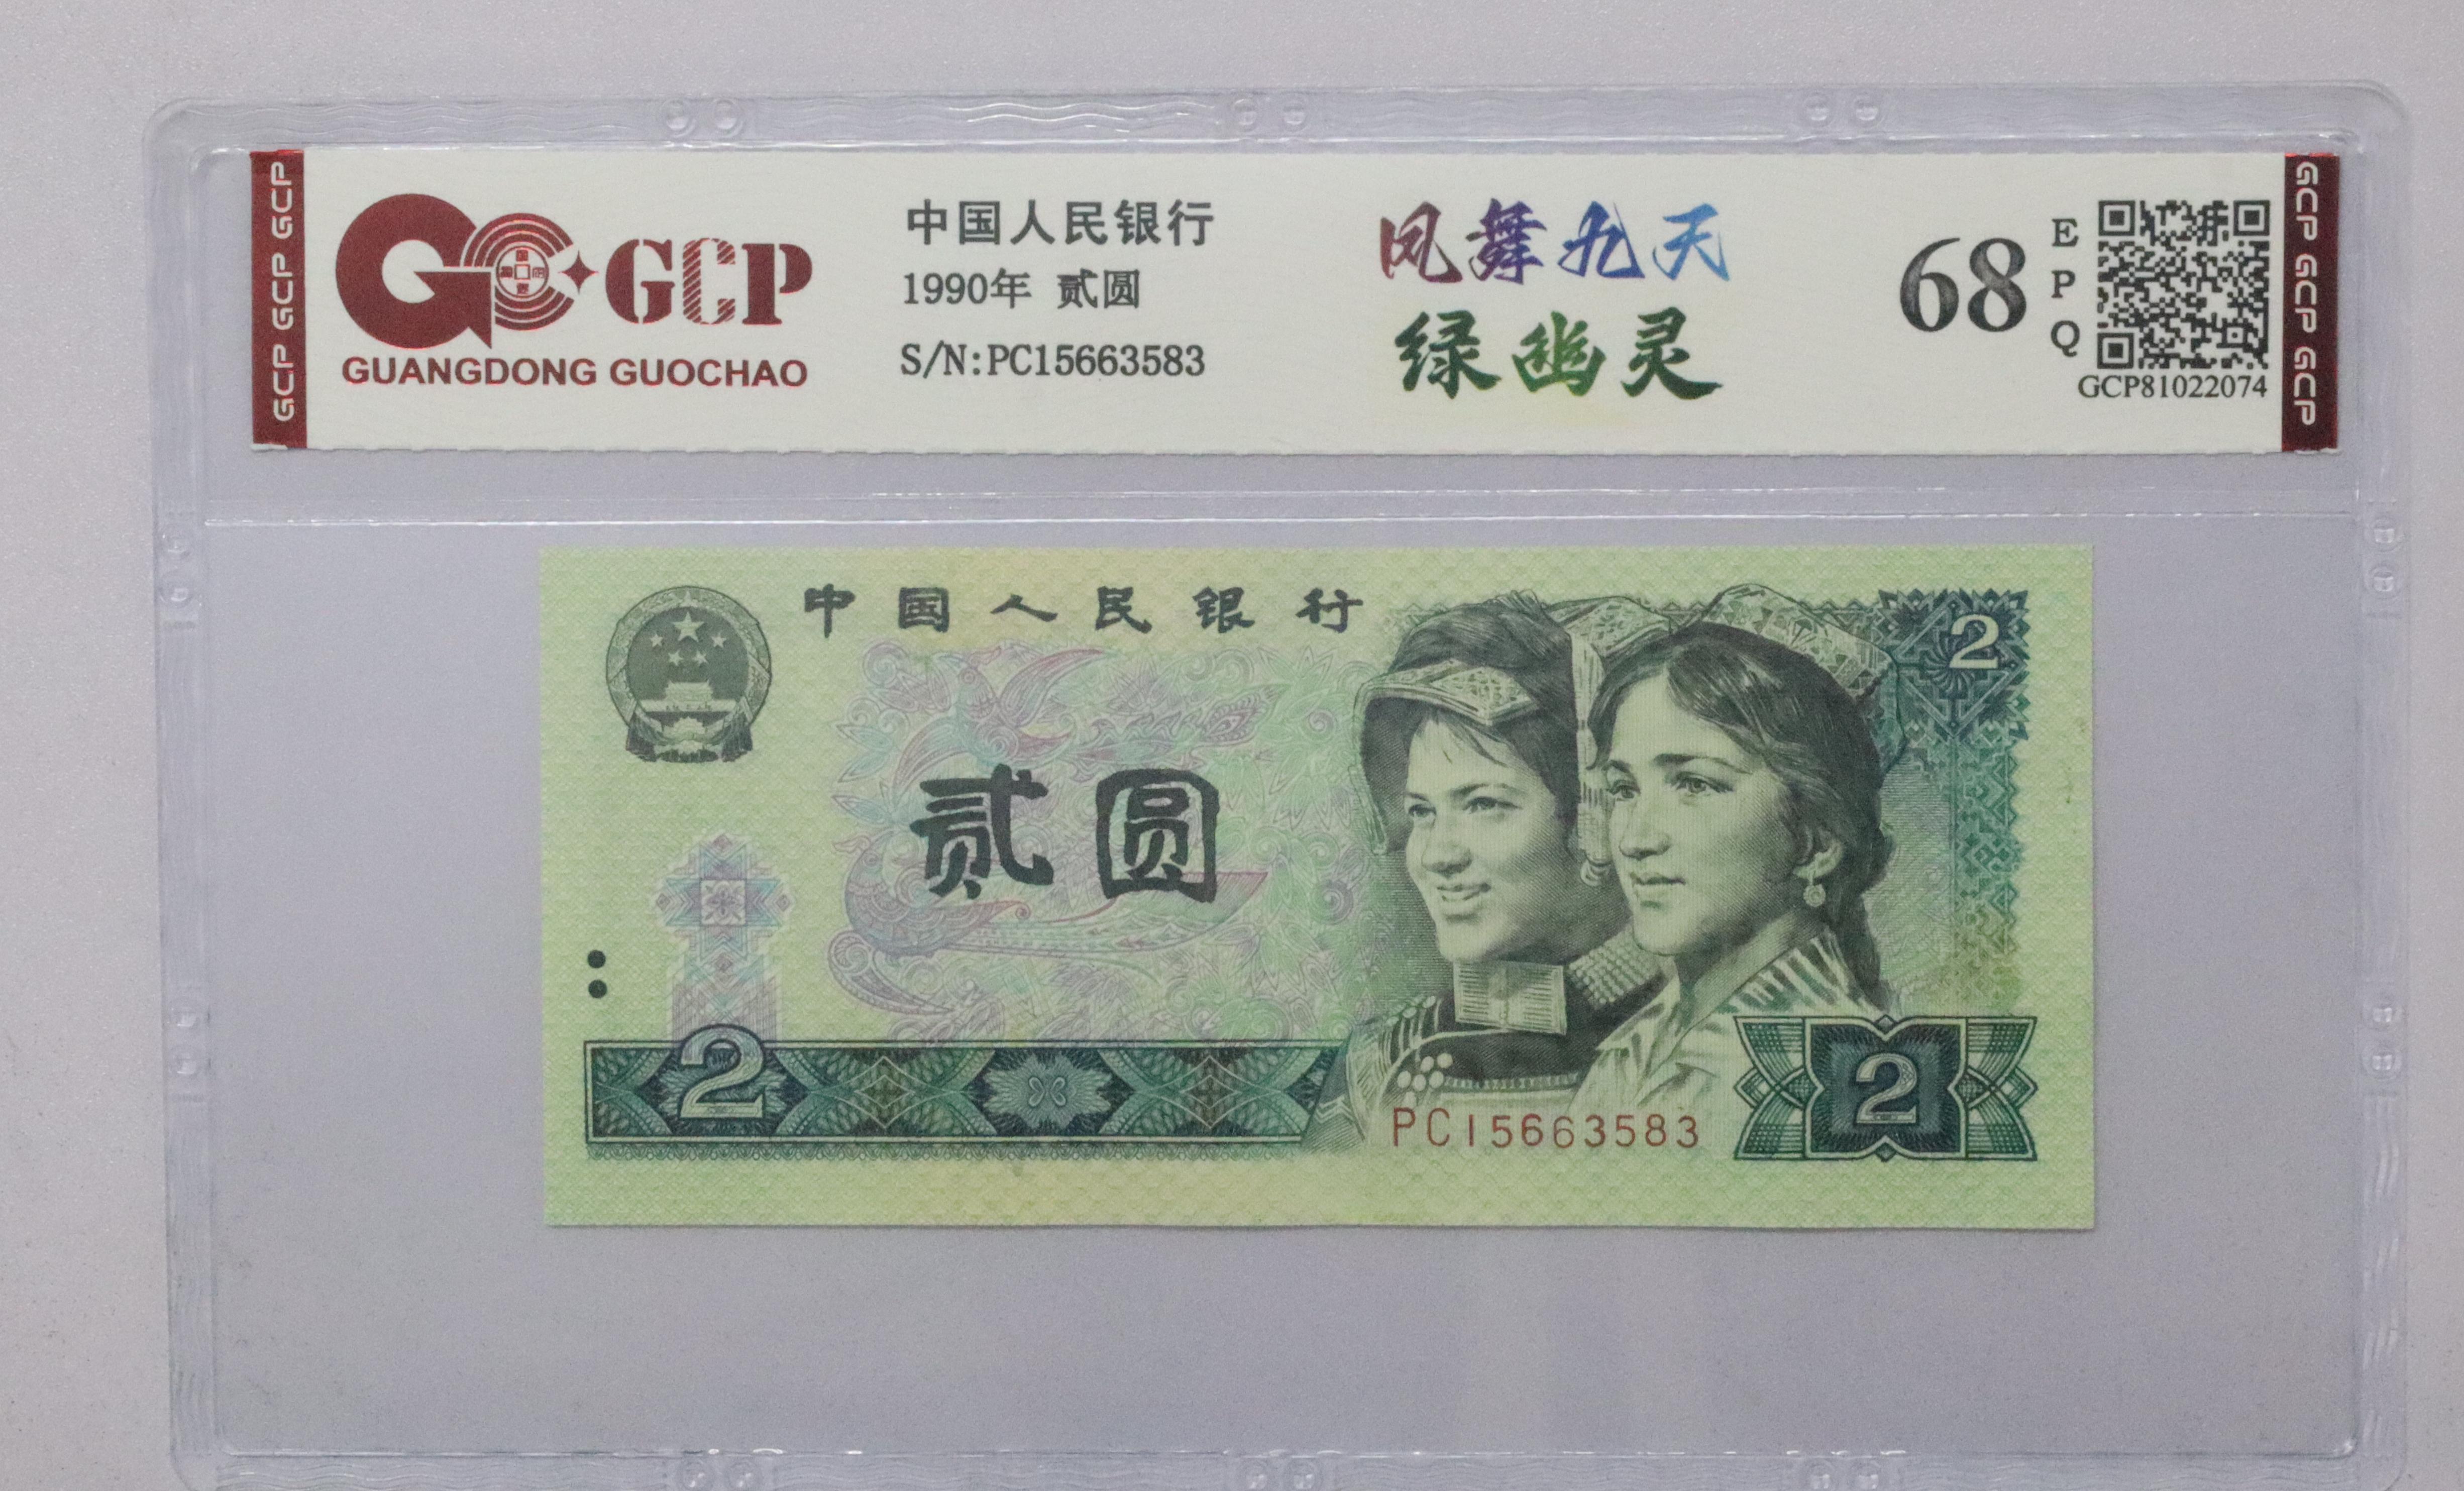 GCP GCP GCP
GCP
GUANGDONG GUOCHAO
中国人民银行
1990年 贰圆
S/N:PC15663583
凤舞九天
绿幽灵
68
E
P
Q
GCP81022074
GCP GCP GCP
中国人民银行
2
贰圆
2
PC15663583
2